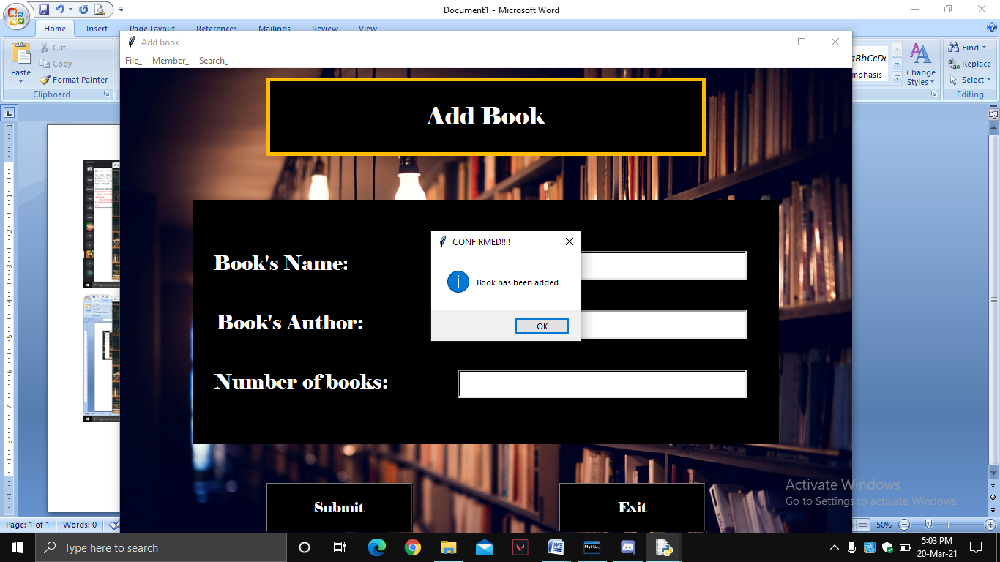 Document1 - Microsoft Word
Home Insert Page Layout References Mailings Review View
Paste
Cut
Copy
Format Painter
Clipboard
Change
Styles
Find
Replace
Select
Editing
Add book
File_ Member_ Search_
Add Book
Book's Name:
Book's Author:
Number of books:
CONFIRMED!!!!
Book has been added
OK
Submit
Exit
Activate Windows
Go to Settings to activate Windows.
Page: 1 of 1 Words: 0
50%
Type here to search
MySQL
5:03 PM
20-Mar-21